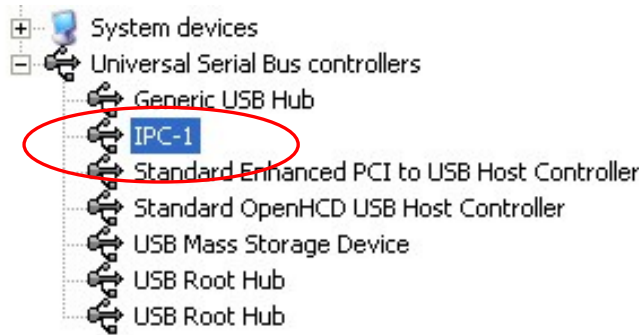 System devices
Universal Serial Bus controllers
Generic USB Hub
IPC-1
Standard Enhanced PCI to USB Host Controller
Standard OpenHCD USB Host Controller
USB Mass Storage Device
USB Root Hub
USB Root Hub